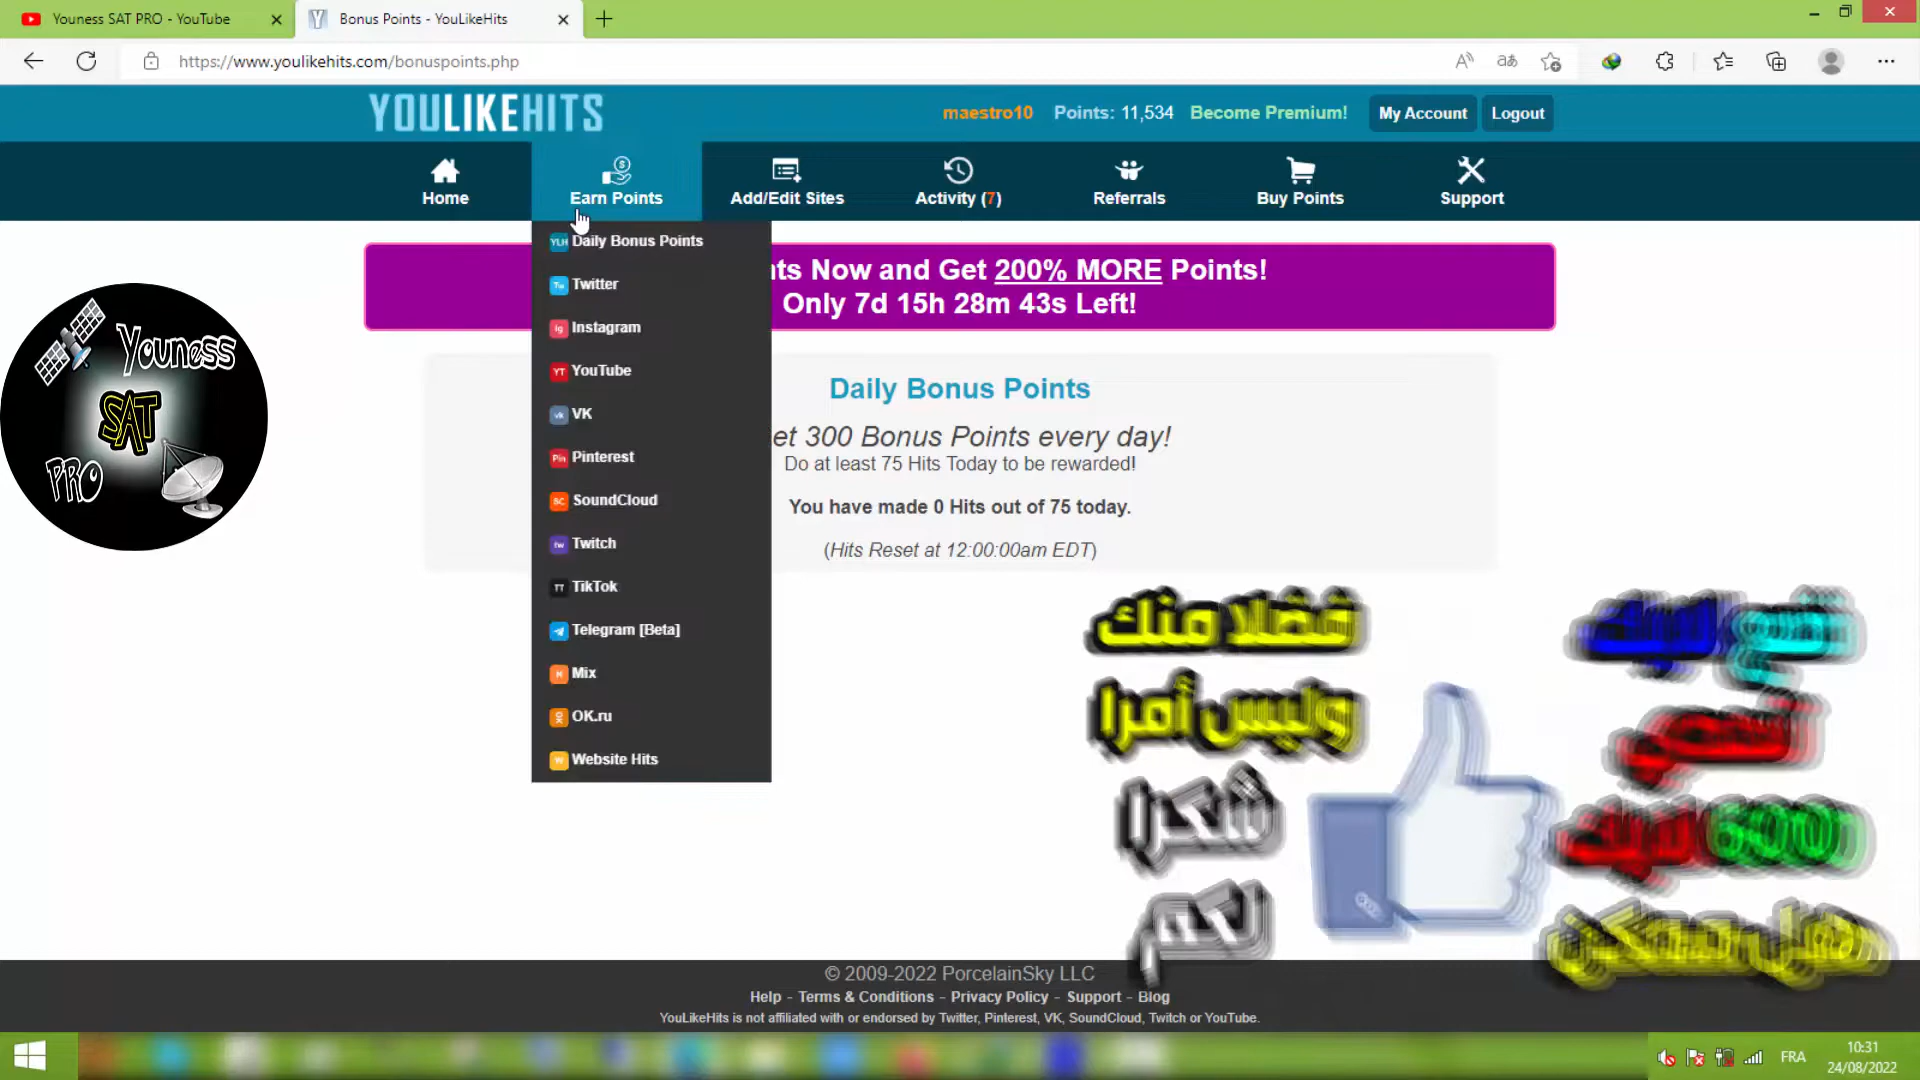 Youness SAT PRO - YouTube
Bonus Points - YouLikeHits
https://www.youlikehits.com/bonuspoints.php
YOULIKEHITS
maestro10 Points: 11,534 Become Premium! My Account Logout
Home
Earn Points
Add/Edit Sites
Activity (7)
Referrals
Buy Points
Support
Daily Bonus Points
Twitter
Instagram
YouTube
VK
Pinterest
SoundCloud
Twitch
TikTok
Telegram [Beta]
Mix
OK.ru
Website Hits
nts Now and Get 200% MORE Points!
Only 7d 15h 28m 43s Left!
Daily Bonus Points
et 300 Bonus Points every day!
Do at least 75 Hits Today to be rewarded!
You have made 0 Hits out of 75 today.
(Hits Reset at 12:00:00am EDT)
Youness
SAT
PRO
فضلا منك
وليس أمرا
شكرا
لكم
هل ممكن
© 2009-2022 PorcelainSky LLC
Help - Terms & Conditions - Privacy Policy - Support - Blog
YouLikeHits is not affiliated with or endorsed by Twitter, Pinterest, VK, SoundCloud, Twitch or YouTube.
FRA
10:31
24/08/2022